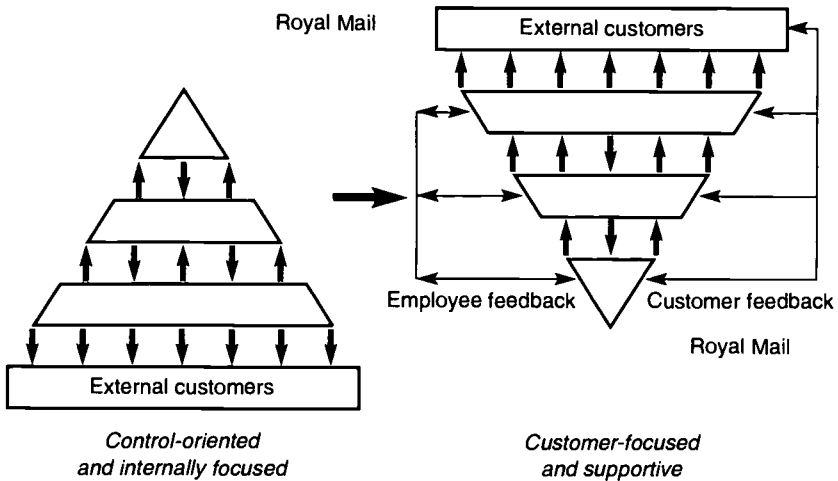 Royal Mail
External customers
Employee feedback
Customer feedback
Royal Mail
External customers
Control-oriented
and internally focused
Customer-focused
and supportive